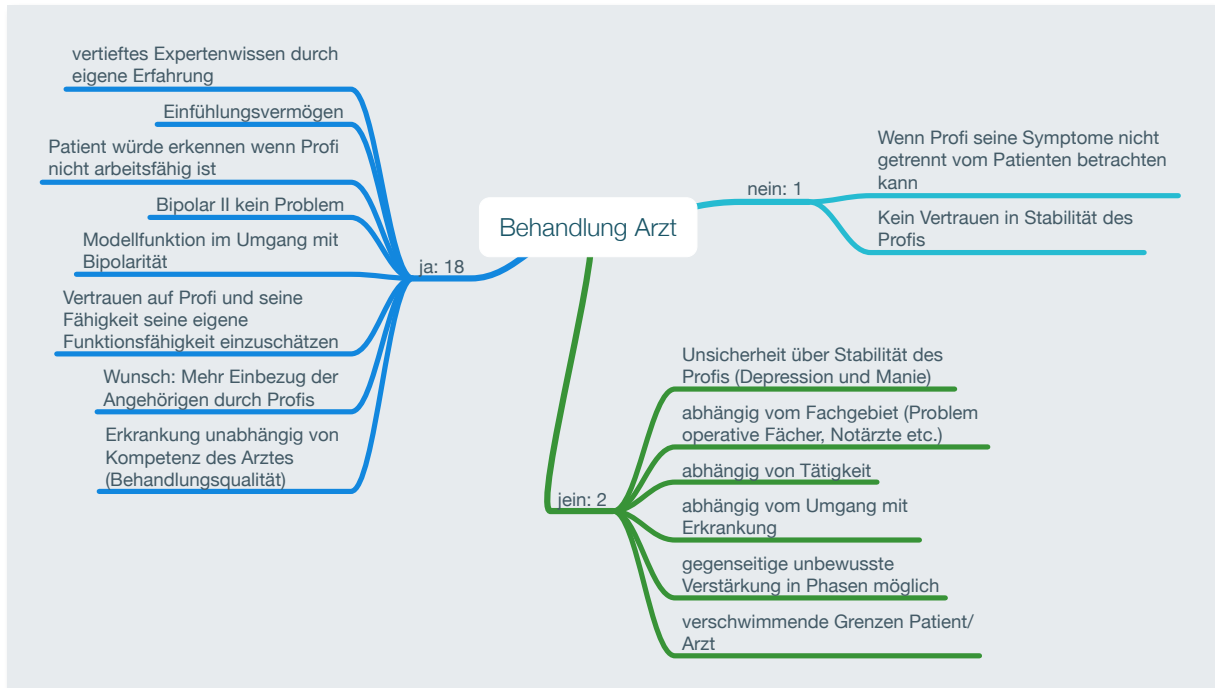 Behandlung Arzt
ja: 18
vertieftes Expertenwissen durch
eigene Erfahrung
Einfühlungsvermögen
Patient würde erkennen wenn Profi
nicht arbeitsfähig ist
Bipolar II kein Problem
Modellfunktion im Umgang mit
Bipolarität
Vertrauen auf Profi und seine
Fähigkeit seine eigene
Funktionsfähigkeit einzuschätzen
Wunsch: Mehr Einbezug der
Angehörigen durch Profis
Erkrankung unabhängig von
Kompetenz des Arztes
(Behandlungsqualität)
nein: 1
Wenn Profi seine Symptome nicht
getrennt vom Patienten betrachten
kann
Kein Vertrauen in Stabilität des
Profis
jein: 2
Unsicherheit über Stabilität des
Profis (Depression und Manie)
abhängig vom Fachgebiet (Problem
operative Fächer, Notärzte etc.)
abhängig von Tätigkeit
abhängig vom Umgang mit
Erkrankung
gegenseitige unbewusste
Verstärkung in Phasen möglich
verschwimmende Grenzen Patient/
Arzt